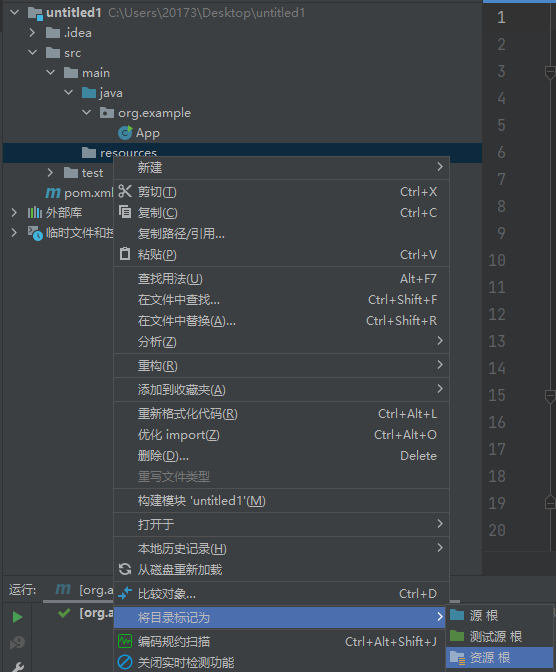 untitled1 C:\Users\20173\Desktop\untitled1
.idea
src
main
java
org.example
App
resources
test
pom.xml
外部库
临时文件和控
新建
剪切(T) Ctrl+X
复制(C) Ctrl+C
复制路径/引用...
粘贴(P) Ctrl+V
查找用法(U) Alt+F7
在文件中查找... Ctrl+Shift+F
在文件中替换(A)... Ctrl+Shift+R
分析(Z)
重构(R)
添加到收藏夹(A)
重新格式化代码(R) Ctrl+Alt+L
优化 import(Z) Ctrl+Alt+O
删除(D)... Delete
重写文件类型
构建模块 'untitled1'(M)
打开于
本地历史记录(H)
从磁盘重新加载
比较对象... Ctrl+D
将目录标记为
编码规约扫描 Ctrl+Alt+Shift+J
关闭实时检测功能
源 根
测试源 根
资源 根
运行: [org.a
[org.a
1
2
3
4
5
6
7
8
9
10
11
12
13
14
15
16
17
18
19
20